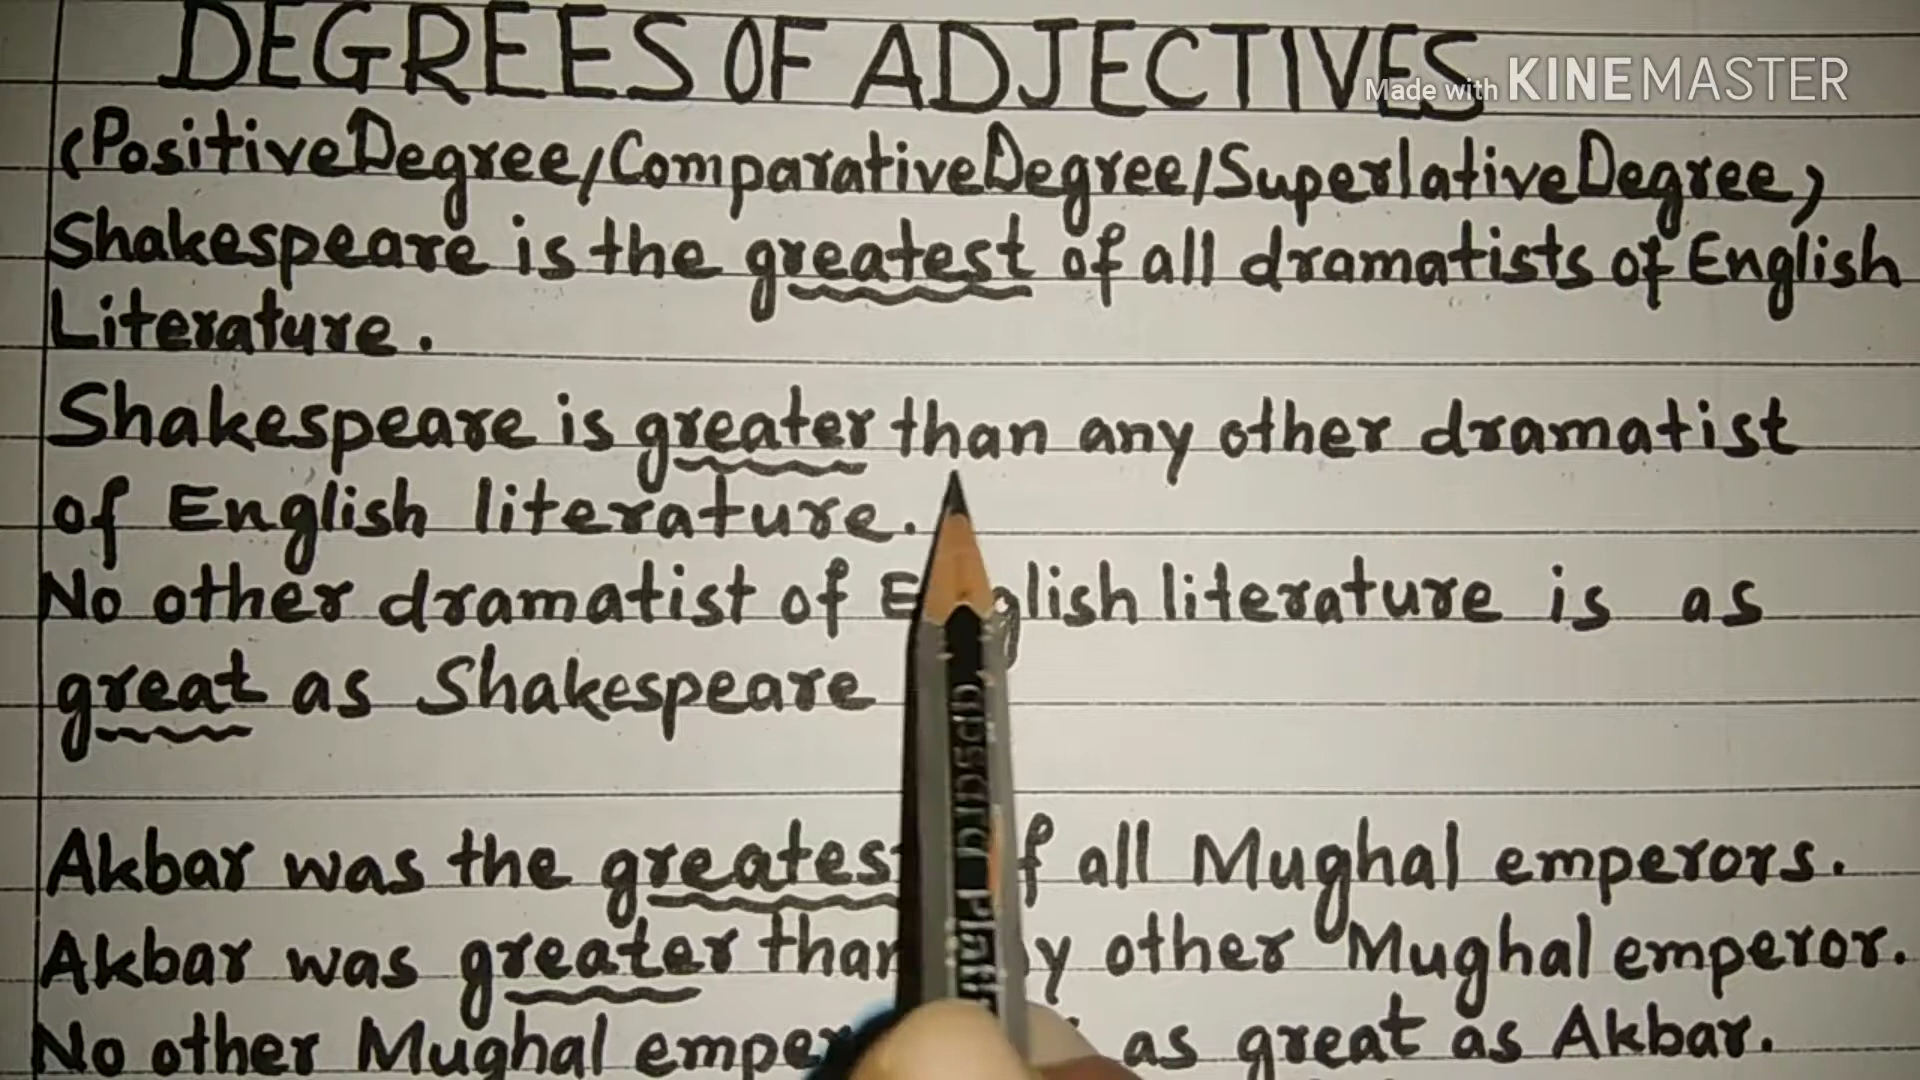 DEGREES OF ADJECTIVES
Made with KINEMASTER
(Positive Degree/Comparative Degree/Superlative Degree)
Shakespeare is the greatest of all dramatists of English
Literature.
Shakespeare is greater than any other dramatist
of English literature.
No other dramatist of English literature is as
great as Shakespeare
Akbar was the greatest of all Mughal emperors.
Akbar was greater than any other Mughal emperor.
No other Mughal as great as Akbar.